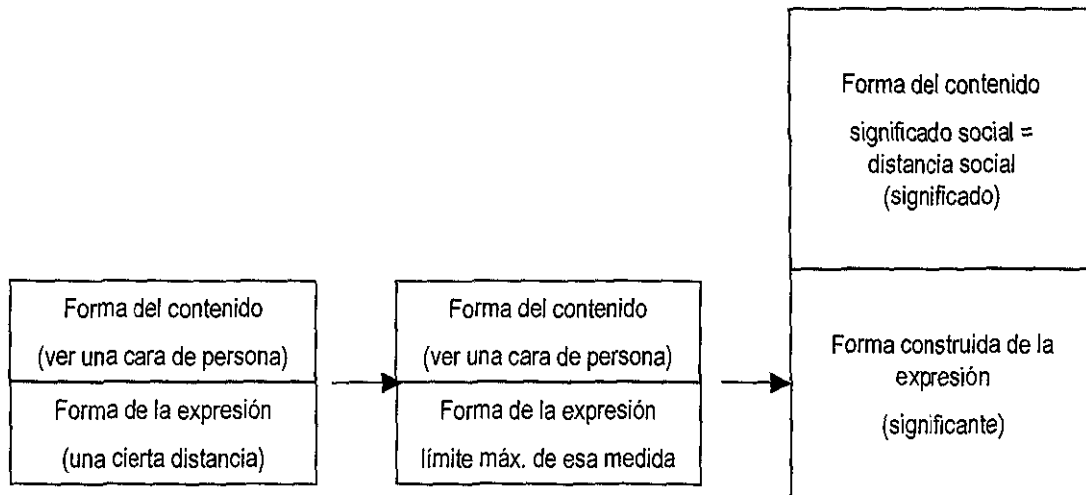 Forma del contenido
(ver una cara de persona)
Forma de la expresión
(una cierta distancia)
Forma del contenido
(ver una cara de persona)
Forma de la expresión
límite máx. de esa medida
Forma del contenido
significado social =
distancia social
(significado)
Forma construida de la
expresión
(significante)